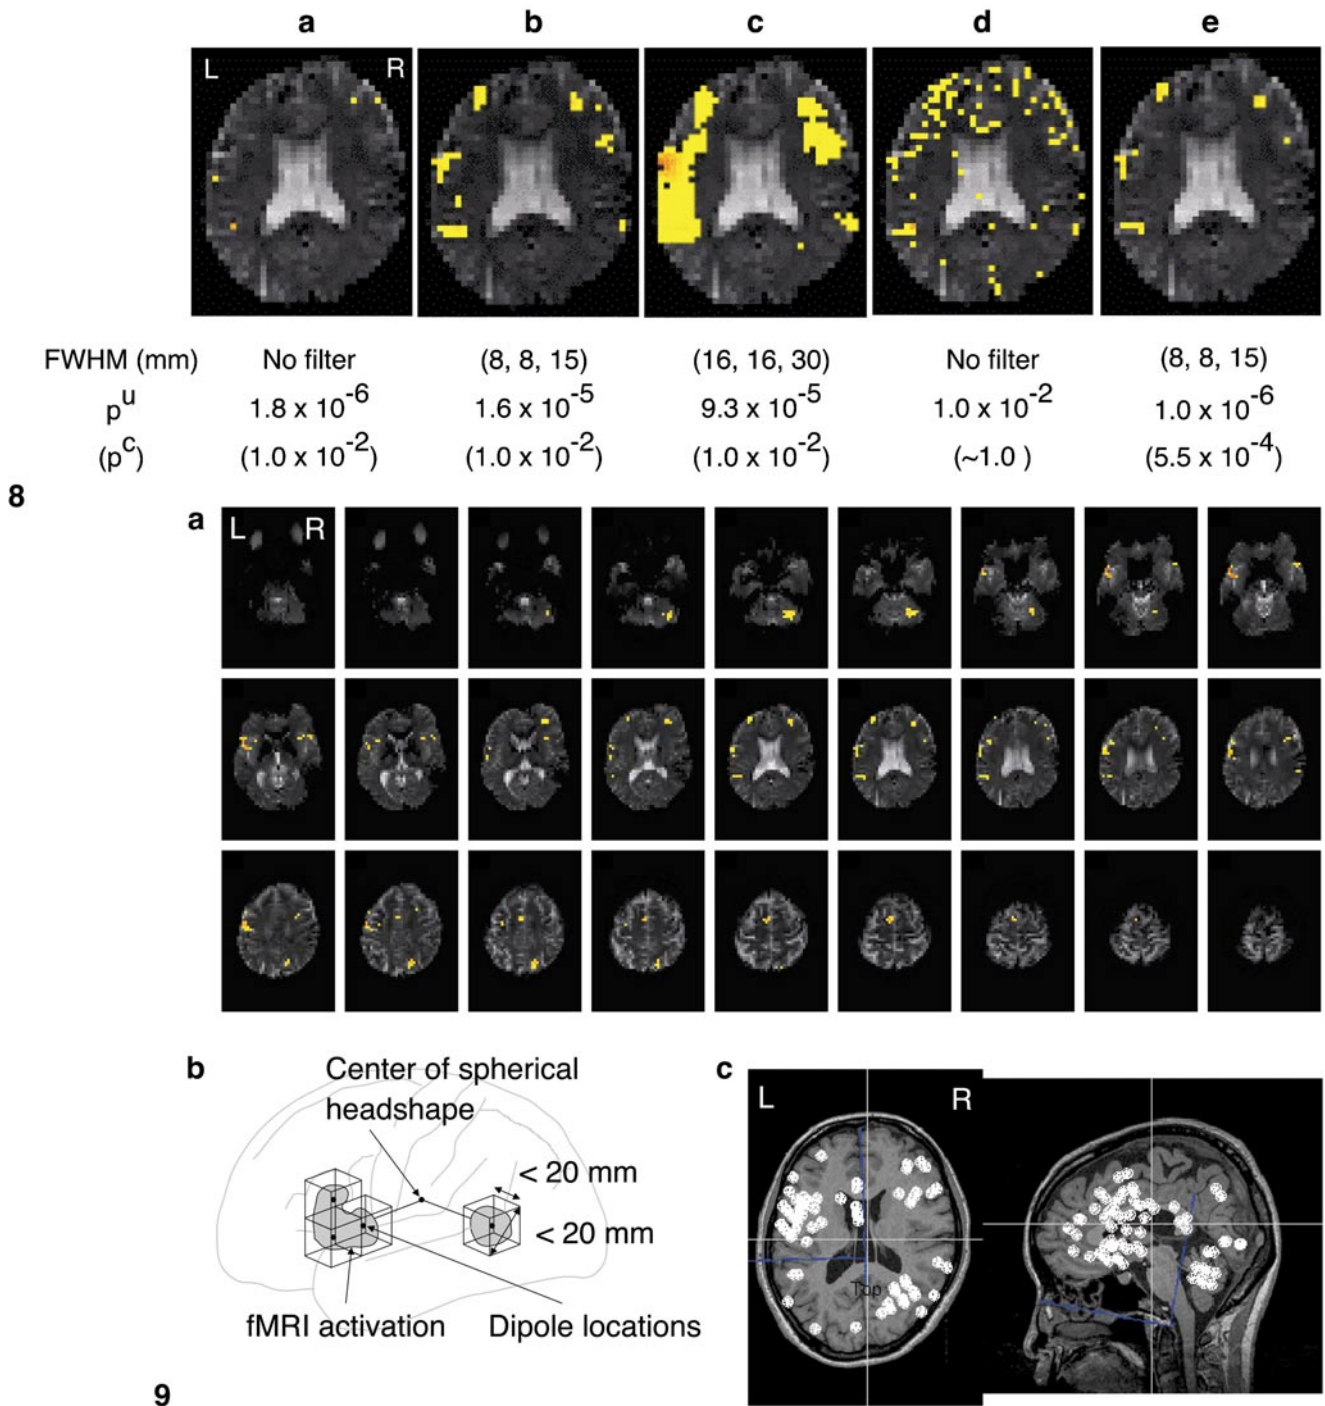 a b c d e
L R
FWHM (mm) No filter (8, 8, 15) (16, 16, 30) No filter (8, 8, 15)
p^u 1.8 x 10^-6 1.6 x 10^-5 9.3 x 10^-5 1.0 x 10^-2 1.0 x 10^-6
(p^c) (1.0 x 10^-2) (1.0 x 10^-2) (1.0 x 10^-2) (~1.0 ) (5.5 x 10^-4)
8
a L R
b Center of spherical
headshape
< 20 mm
< 20 mm
fMRI activation Dipole locations
c L R
Top
9